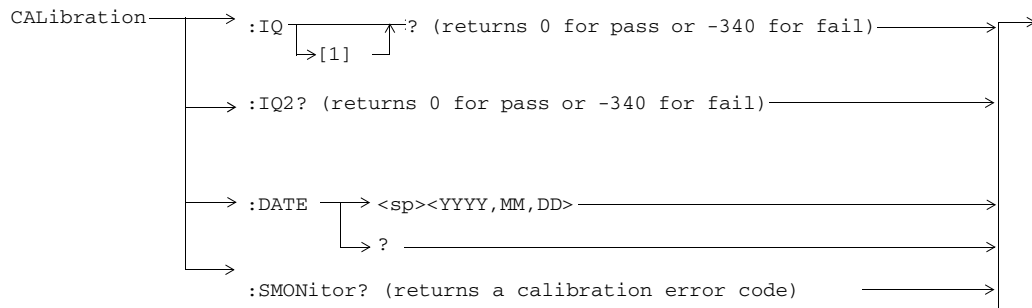 CALibration :IQ ? (returns 0 for pass or -340 for fail)
[1]
:IQ2? (returns 0 for pass or -340 for fail)
:DATE <sp><YYYY,MM,DD>
?
:SMONitor? (returns a calibration error code)